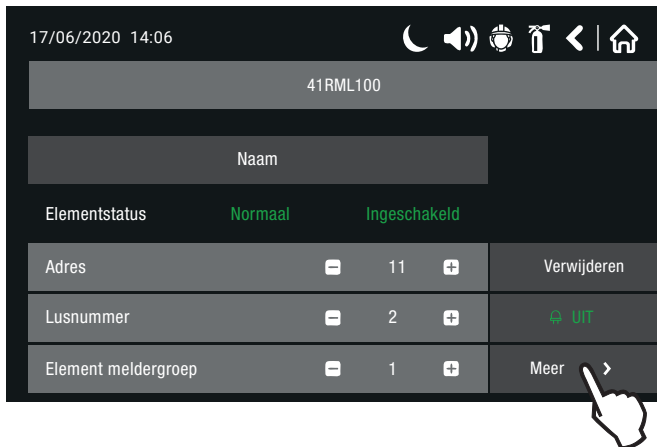 17/06/2020 14:06
41RML100
Naam
Elementstatus Normaal Ingeschakeld
Adres 11 Verwijderen
Lusnummer 2 UIT
Element meldergroep 1 Meer